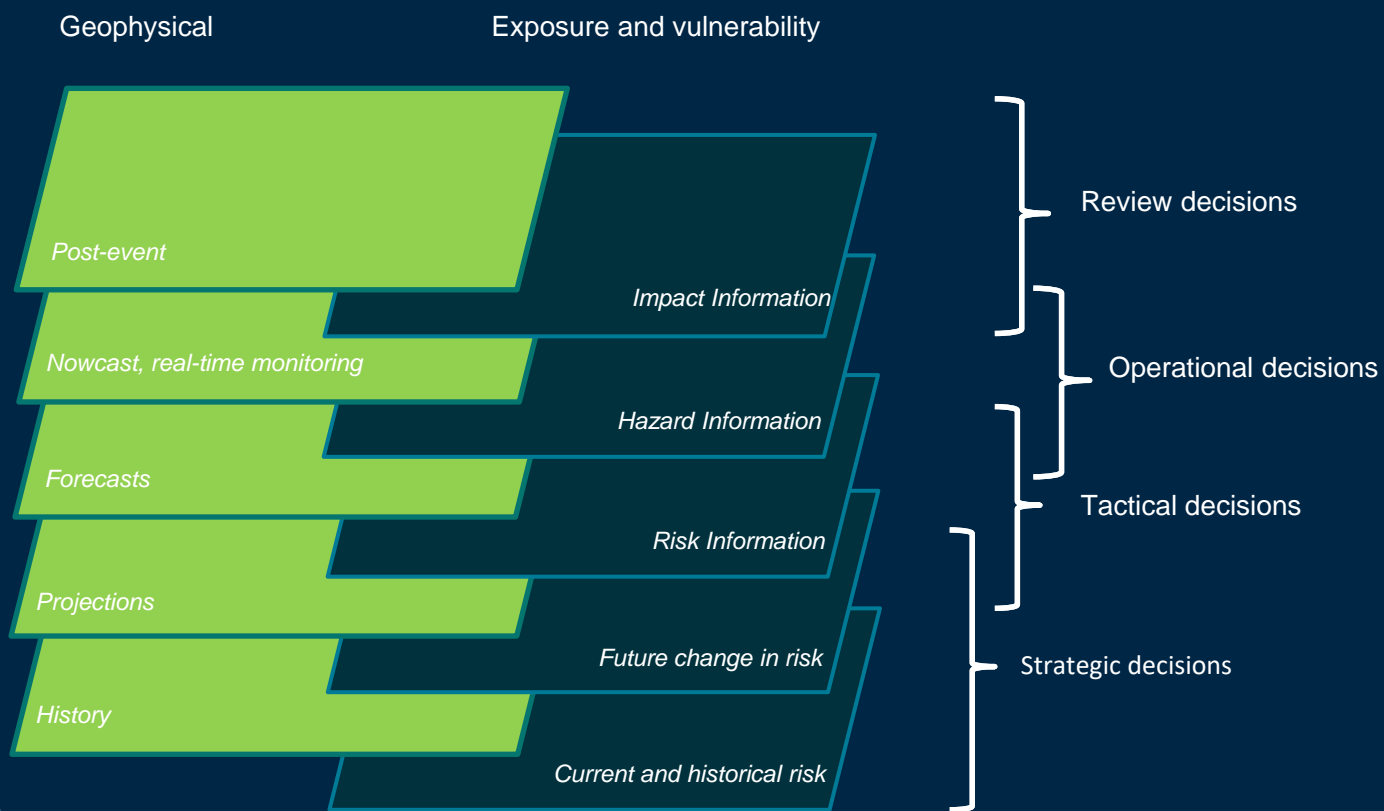 Geophysical
Exposure and vulnerability
Review decisions
Post-event
Impact Information
Nowcast, real-time monitoring
Operational decisions
Hazard Information
Forecasts
Tactical decisions
Risk Information
Projections
Future change in risk
Strategic decisions
History
Current and historical risk